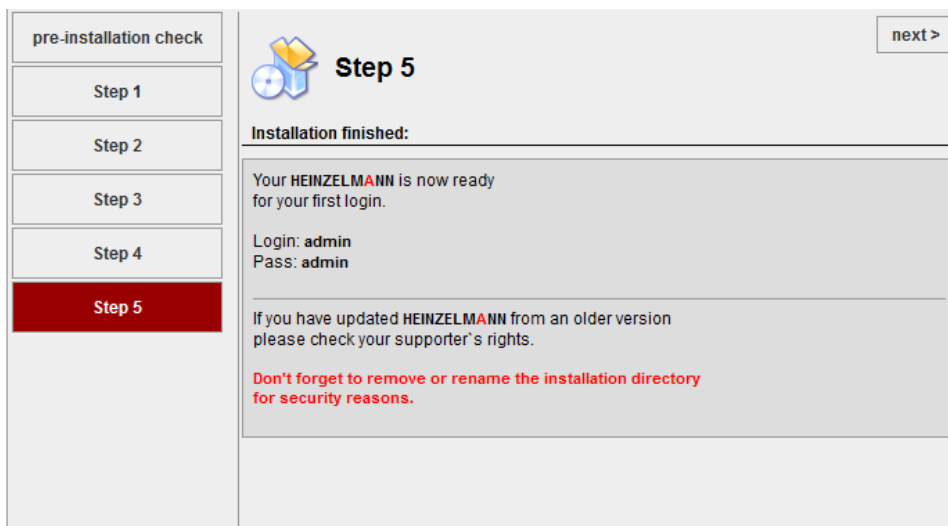 pre-installation check
Step 1
Step 2
Step 3
Step 4
Step 5
next >
Step 5
Installation finished:
Your HEINZELMANN is now ready
for your first login.
Login: admin
Pass: admin
If you have updated HEINZELMANN from an older version
please check your supporter`s rights.
Don't forget to remove or rename the installation directory
for security reasons.